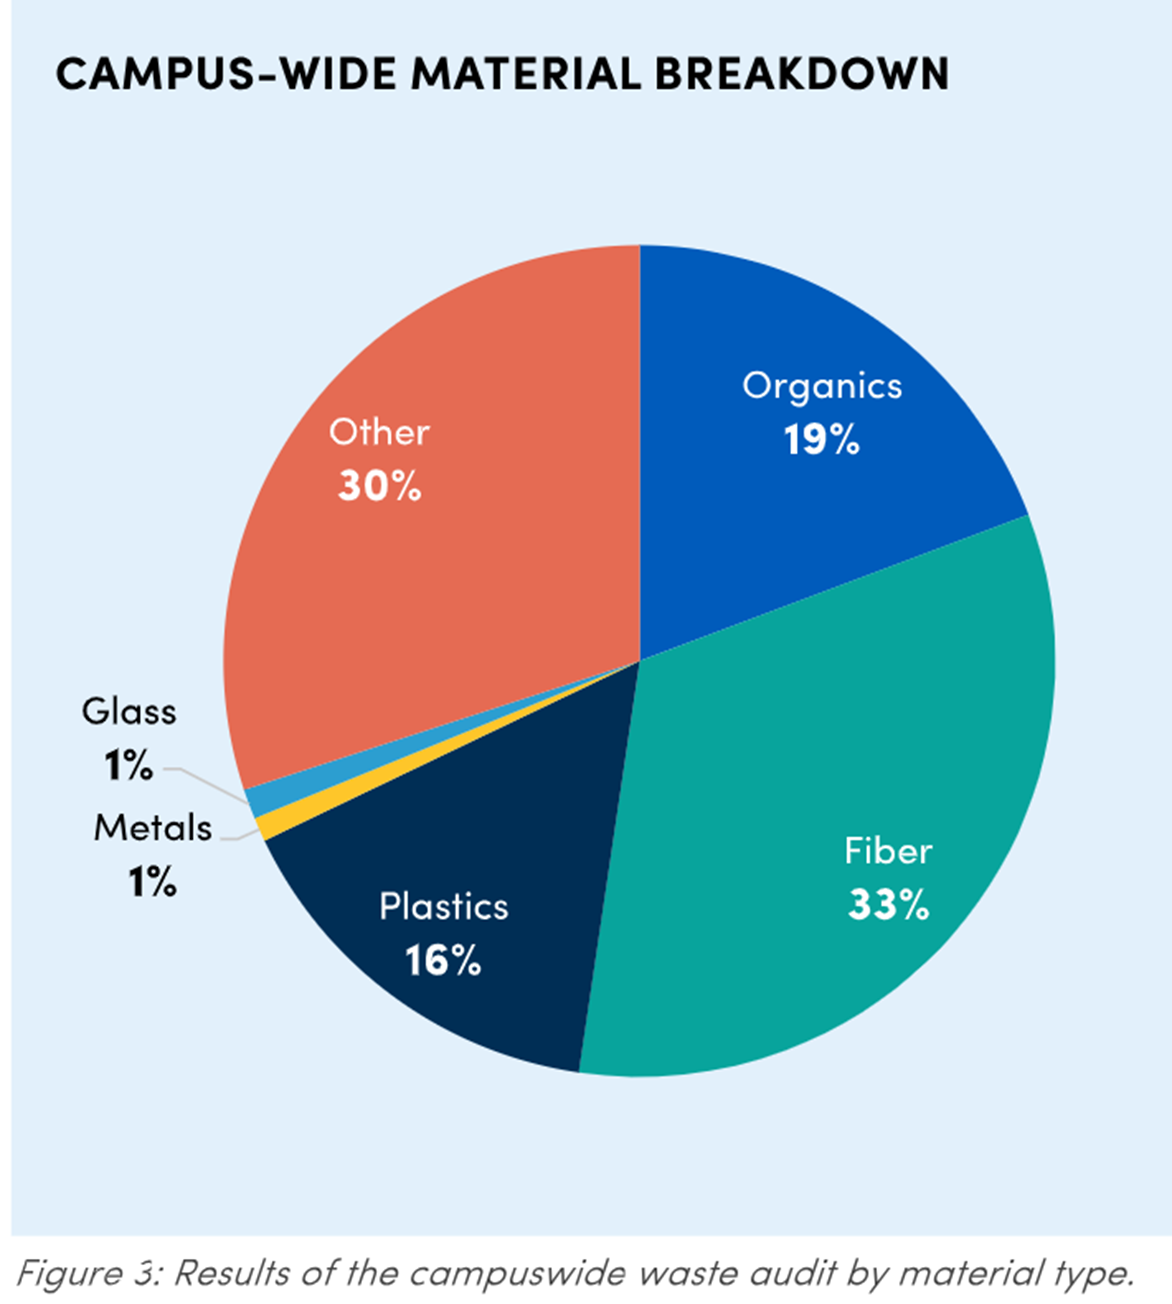 CAMPUS-WIDE MATERIAL BREAKDOWN
Organics
19%
Other
30%
Glass
1%
Metals
1%
Fiber
33%
Plastics
16%
Figure 3: Results of the campuswide waste audit by material type.